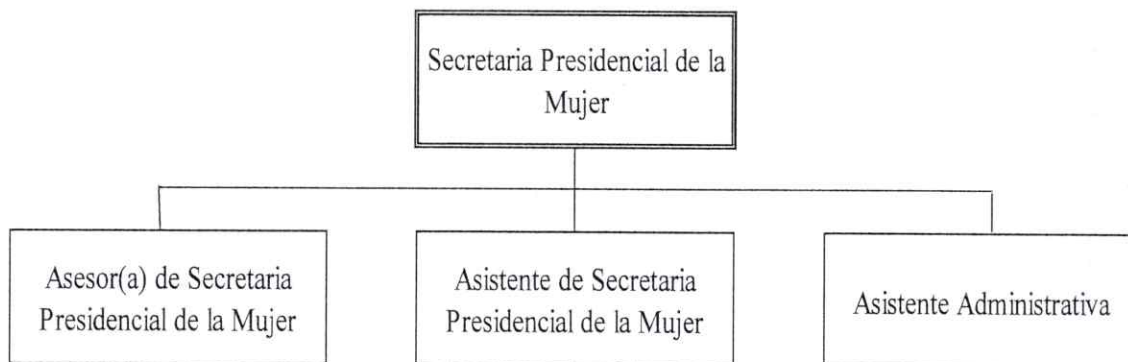 Secretaria Presidencial de la
Mujer
Asesor(a) de Secretaria
Presidencial de la Mujer
Asistente de Secretaria
Presidencial de la Mujer
Asistente Administrativa